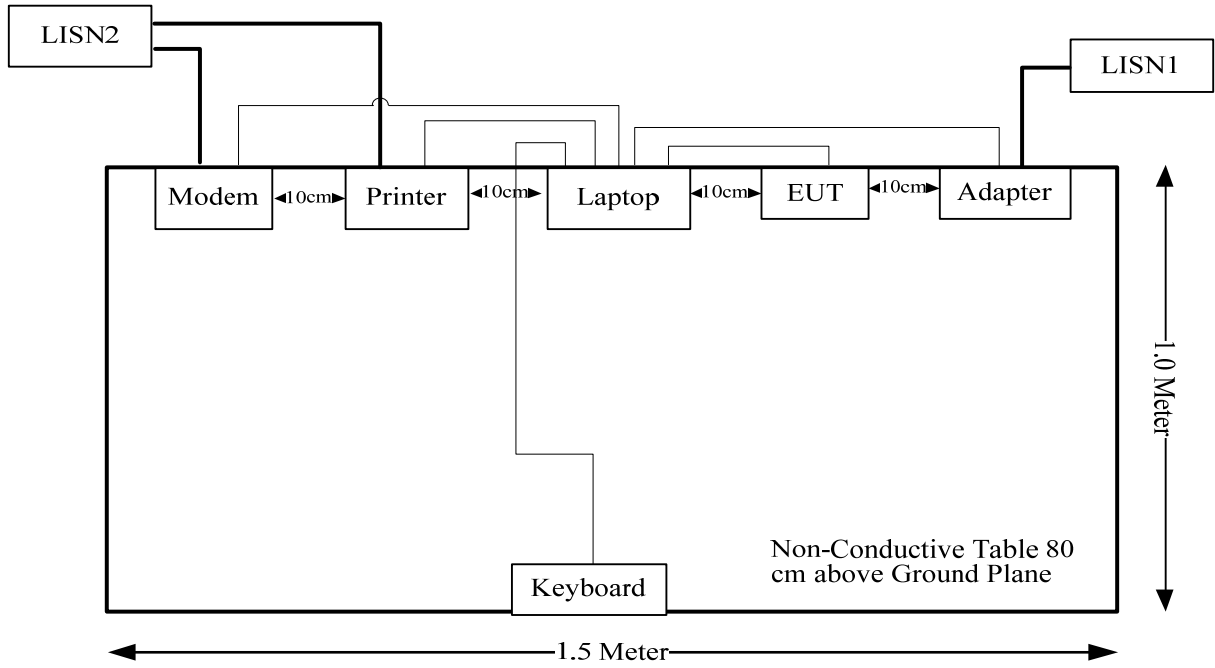 LISN2
LISN1
Modem
10cm
Printer
10cm
Laptop
10cm
EUT
10cm
Adapter
1.0 Meter
Non-Conductive Table 80
cm above Ground Plane
Keyboard
1.5 Meter